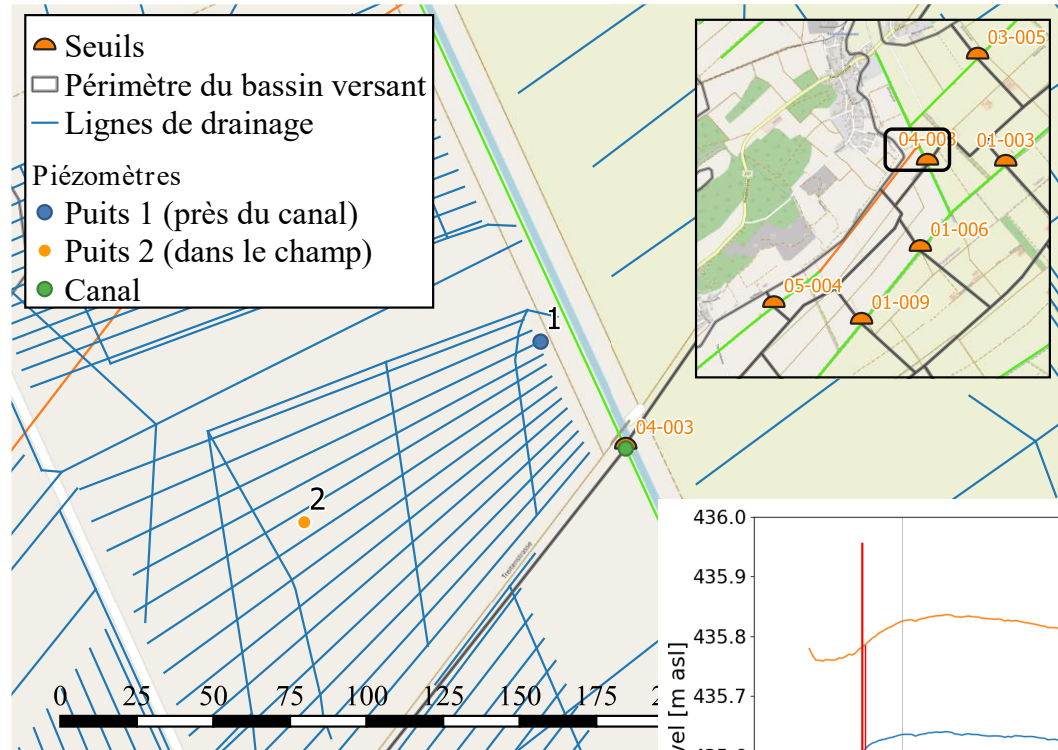 Seuils
Périmètre du bassin versant
Lignes de drainage
Piézomètres
Puits 1 (près du canal)
Puits 2 (dans le champ)
Canal
03-005
04-003
01-003
01-006
05-004
01-009
1
04-003
2
Treitenstrasse
0 25 50 75 100 125 150 175
436.0
435.9
435.8
435.7
[m asl]